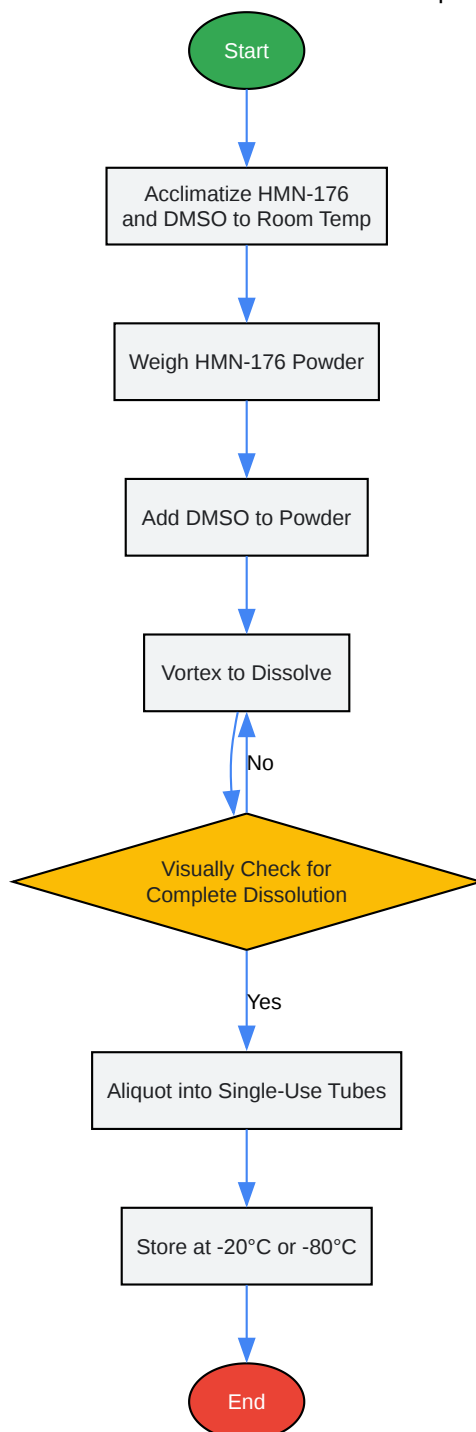 Start
Acclimatize HMN-176
and DMSO to Room Temp
Weigh HMN-176 Powder
Add DMSO to Powder
Vortex to Dissolve
No
Visually Check for
Complete Dissolution
Yes
Aliquot into Single-Use Tubes
Store at -20°C or -80°C
End